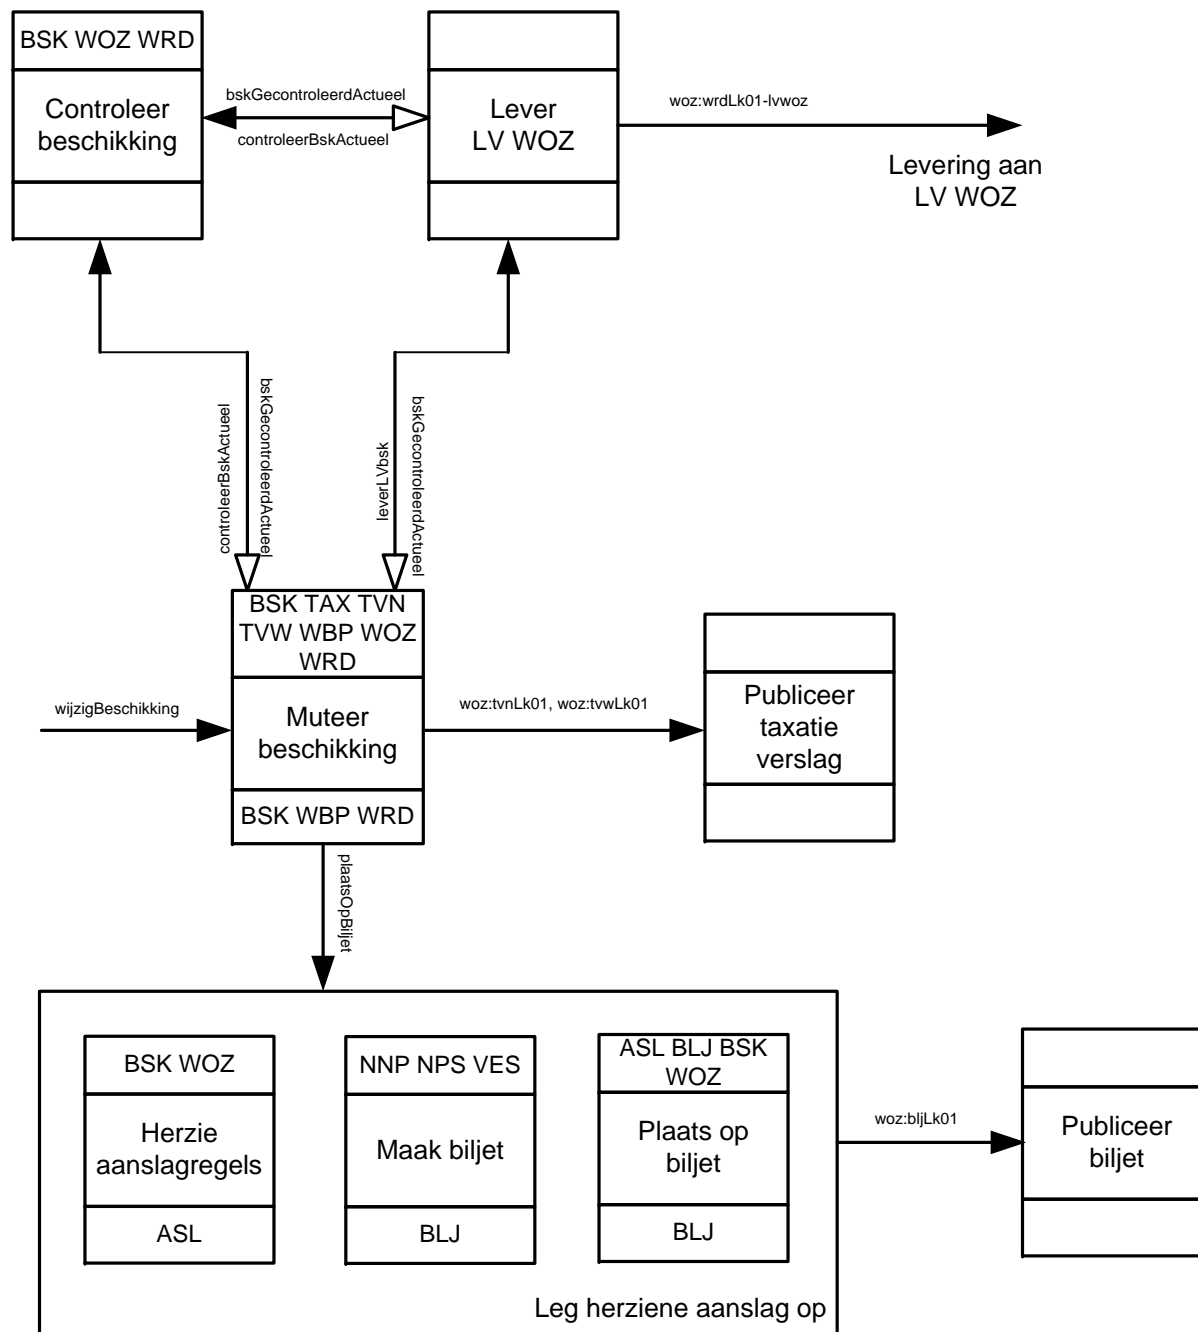 BSK WOZ WRD
Controleer
beschikking
bskGecontroleerdActueel
controleerBskActueel
Lever
LV WOZ
woz:wrdLk01-lvwoz
Levering aan
LV WOZ
controleerBskActueel
bskGecontroleerdActueel
leverLVbsk
bskGecontroleerdActueel
BSK TAX TVN
TVW WBP WOZ
WRD
wijzigBeschikking
Muteer
beschikking
BSK WBP WRD
woz:tvnLk01, woz:tvwLk01
Publiceer
taxatie
verslag
plaatsOpBiljet
BSK WOZ
Herzie
aanslagregels
ASL
NNP NPS VES
Maak biljet
BLJ
ASL BLJ BSK
WOZ
Plaats op
biljet
BLJ
Leg herziene aanslag op
woz:bljLk01
Publiceer
biljet